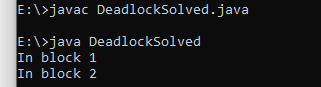 E:\>javac DeadlockSolved.java
E:\>java DeadlockSolved
In block 1
In block 2